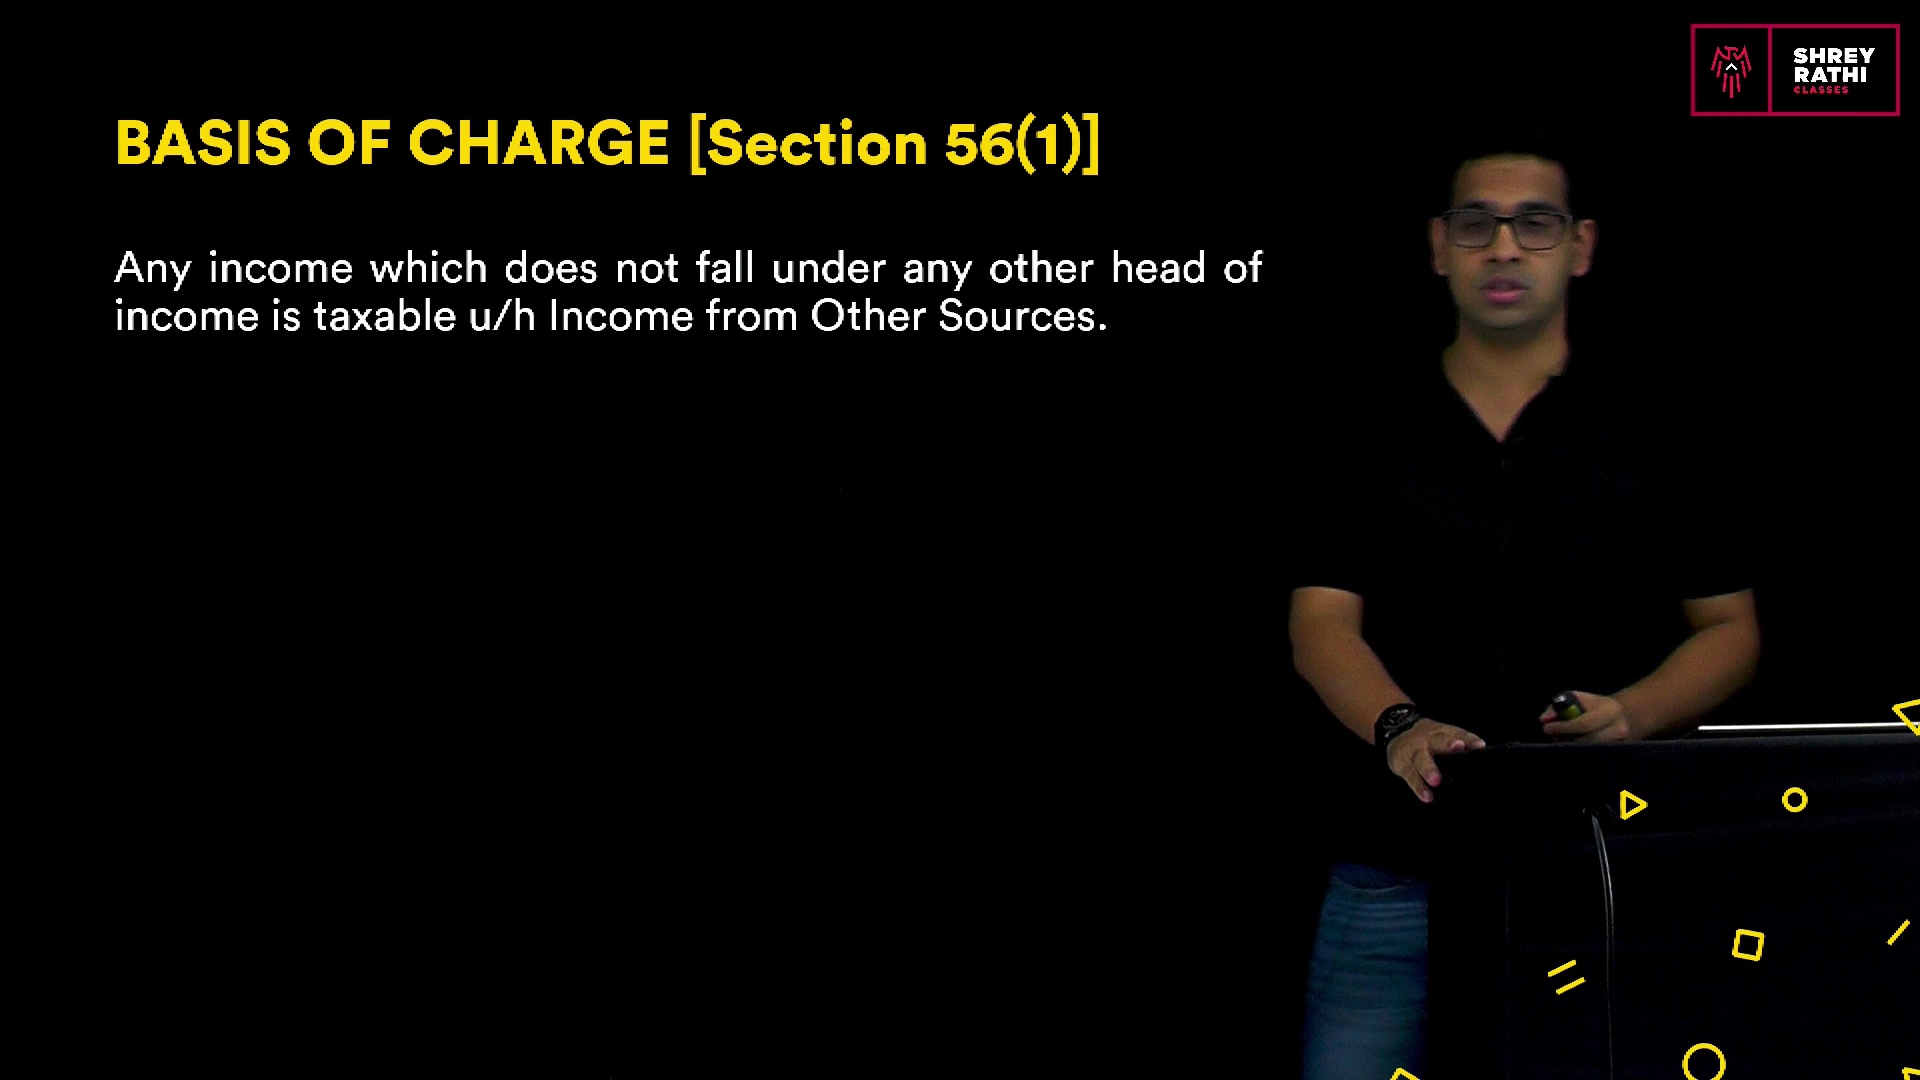 SHREY
RATHI
CLASSES
BASIS OF CHARGE [Section 56(1)]
Any income which does not fall under any other head of
income is taxable u/h Income from Other Sources.